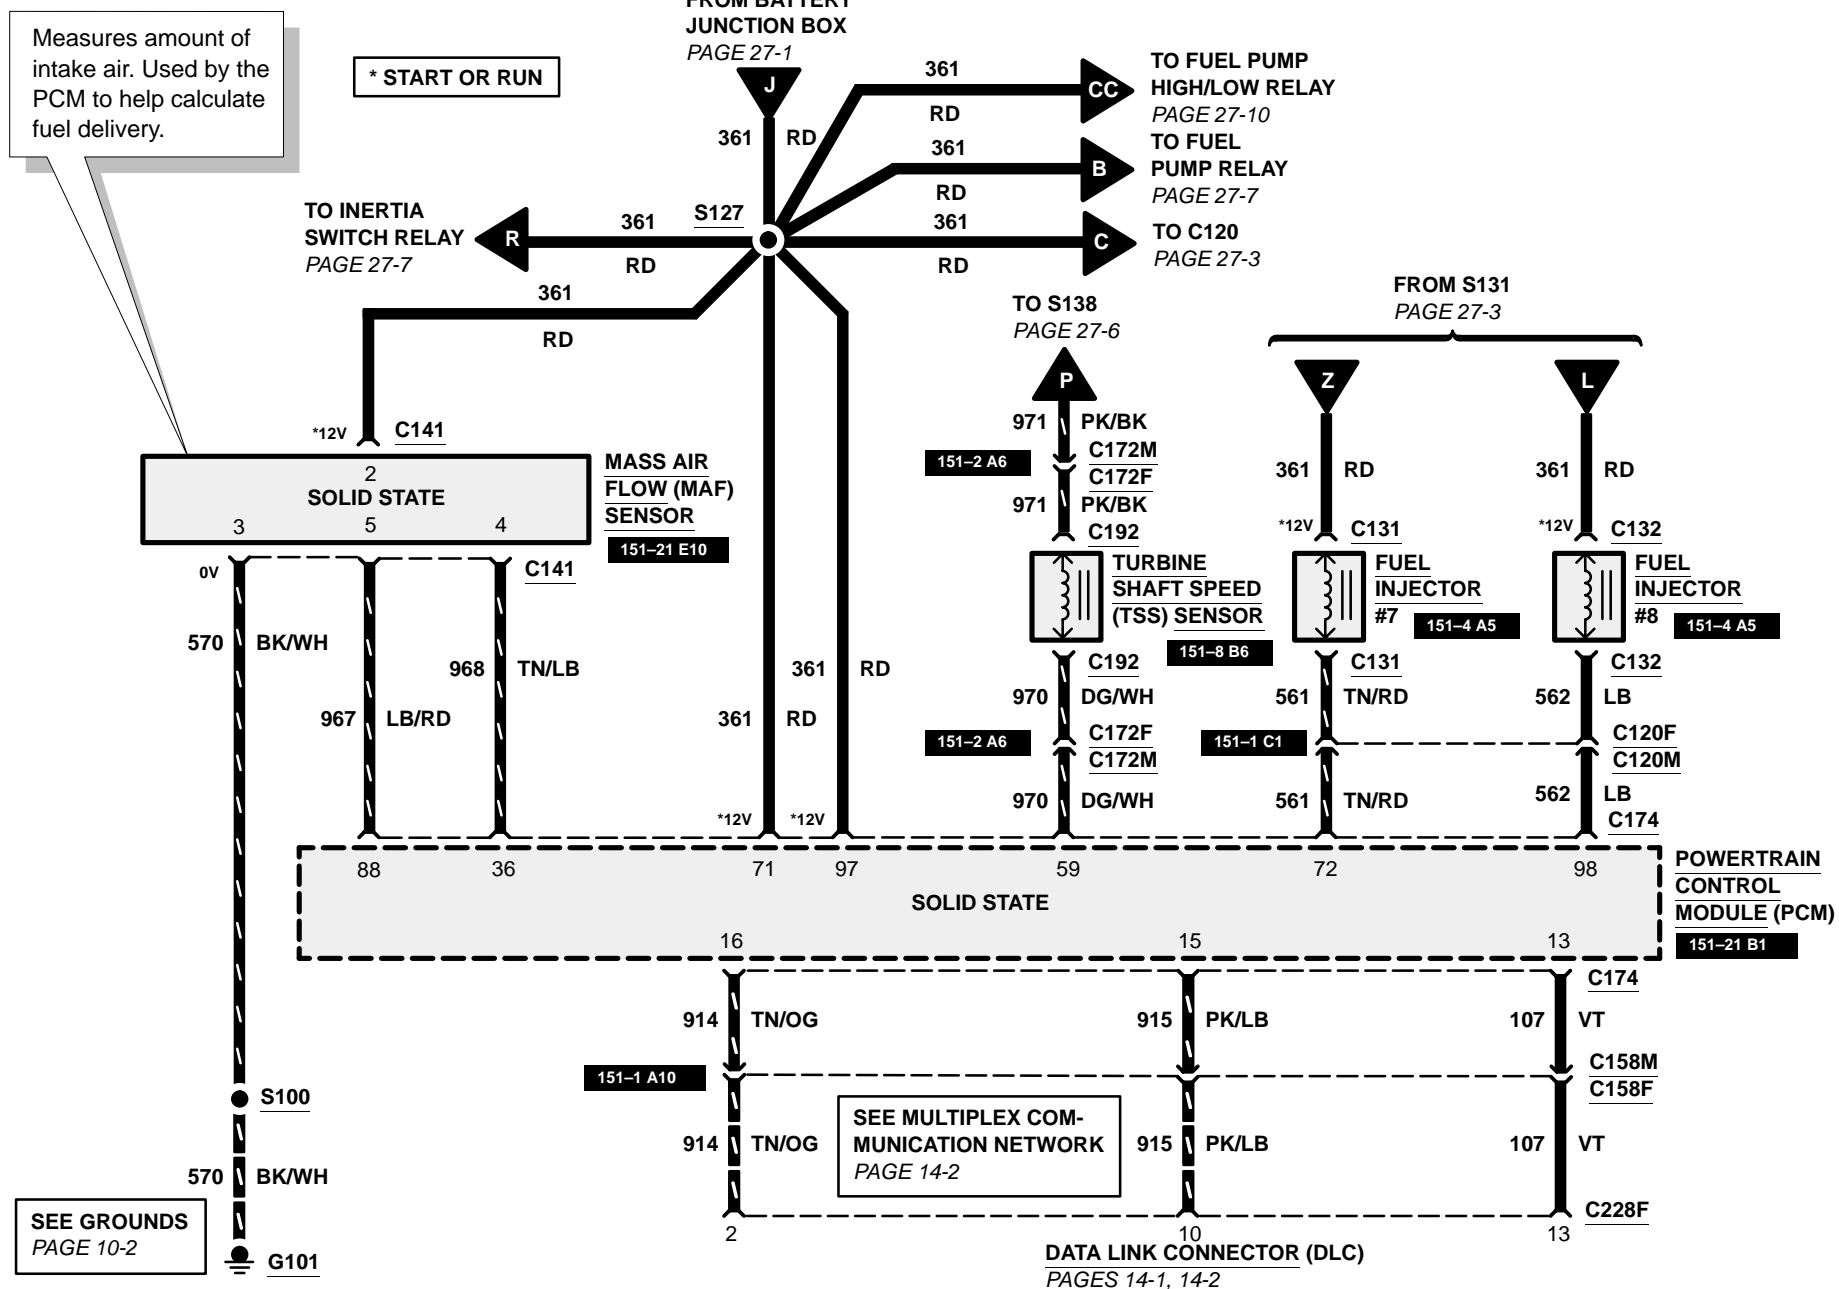 FROM BATTERY
JUNCTION BOX
PAGE 27-1
Measures amount of
intake air. Used by the
PCM to help calculate
fuel delivery.
* START OR RUN
J
361 RD
361
RD
CC
TO FUEL PUMP
HIGH/LOW RELAY
PAGE 27-10
361
RD
B
TO FUEL
PUMP RELAY
PAGE 27-7
TO INERTIA
SWITCH RELAY
PAGE 27-7
R
361
RD
S127
361
RD
C
TO C120
PAGE 27-3
361
RD
TO S138
PAGE 27-6
FROM S131
PAGE 27-3
P
Z
L
971 PK/BK
151–2 A6
C172M
C172F
971 PK/BK
C192
361 RD
*12V
C131
361 RD
*12V
C132
*12V
C141
2
SOLID STATE
3 5 4
MASS AIR
FLOW (MAF)
SENSOR
151–21 E10
0V
C141
TURBINE
SHAFT SPEED
(TSS) SENSOR
151–8 B6
FUEL
INJECTOR
#7
151–4 A5
FUEL
INJECTOR
#8
151–4 A5
570 BK/WH
967 LB/RD
968 TN/LB
361 RD
361 RD
C192
970 DG/WH
151–2 A6
C172F
C172M
970 DG/WH
C131
561 TN/RD
151–1 C1
561 TN/RD
C132
562 LB
C120F
C120M
562 LB
C174
*12V *12V
88 36 71 97 59 72 98
SOLID STATE
16 15 13
POWERTRAIN
CONTROL
MODULE (PCM)
151–21 B1
C174
914 TN/OG
915 PK/LB
107 VT
151–1 A10
C158M
C158F
S100
914 TN/OG
SEE MULTIPLEX COM-
MUNICATION NETWORK
PAGE 14-2
915 PK/LB
107 VT
570 BK/WH
SEE GROUNDS
PAGE 10-2
G101
C228F
2 10 13
DATA LINK CONNECTOR (DLC)
PAGES 14-1, 14-2